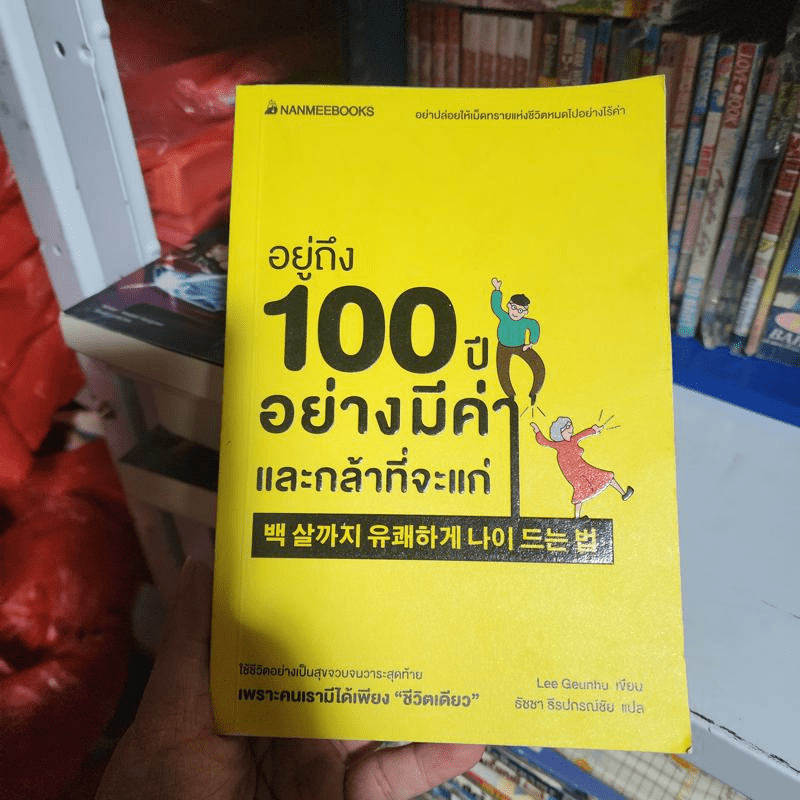 NANMEEBOOKS
อย่าปล่อยให้เม็ดทรายแห่งชีวิตหมดไปอย่างไร้ค่า
อยู่ถึง
100 ปี
อย่างมีค่า
และกล้าที่จะแก่
백 살까지 유쾌하게 나이 드는 법
ใช้ชีวิตอย่างเป็นสุขจวบจนวาระสุดท้าย
เพราะคนเรามีได้เพียง “ชีวิตเดียว”
Lee Geunhu เขียน
ธัชชา ธีรปกรณ์ชัย แปล